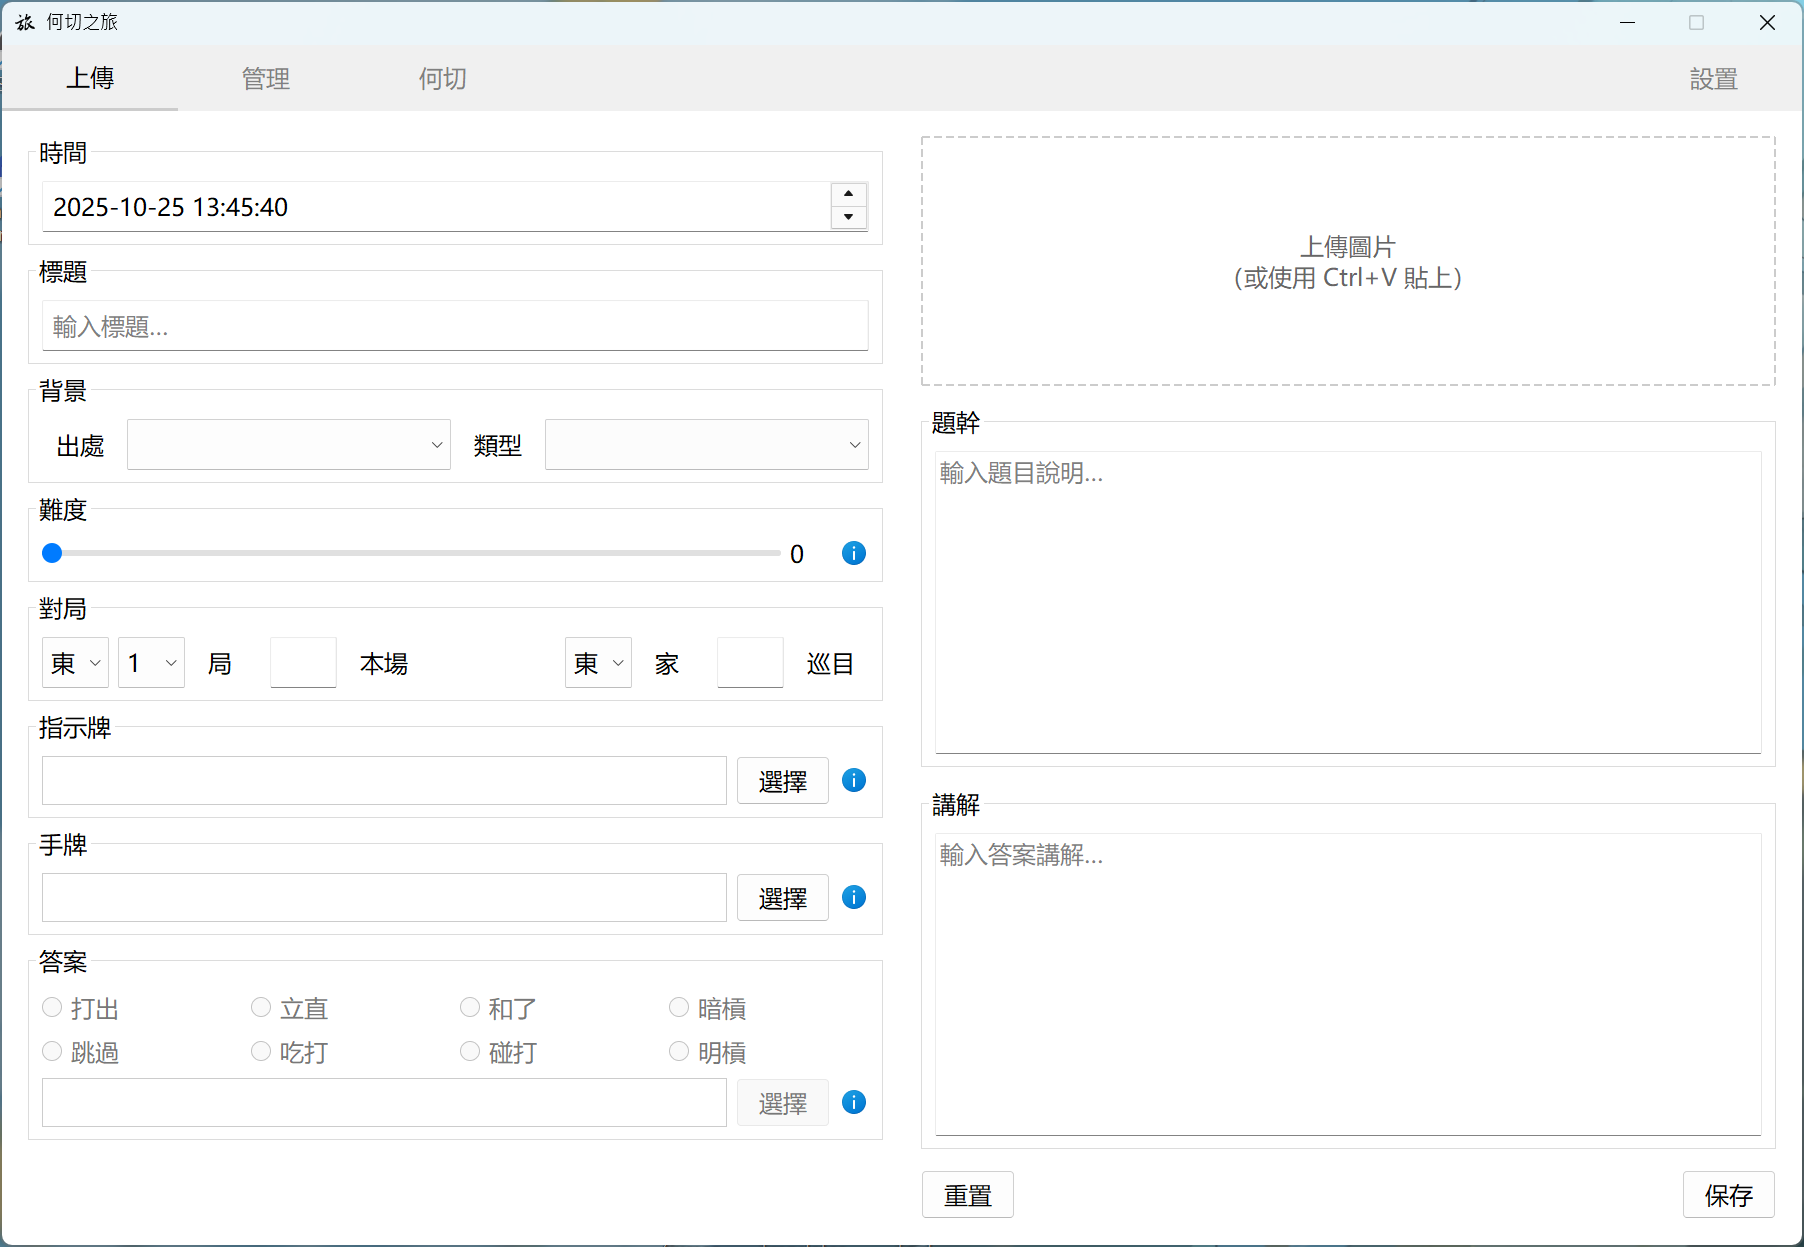 旅 何切之旅
上傳 管理 何切 設置
時間
2025-10-25 13:45:40
標題
輸入標題...
背景
出處 類型
難度
0
對局
東 1 局 本場 東 家 巡目
指示牌
選擇
手牌
選擇
答案
打出 立直 和了 暗槓
跳過 吃打 碰打 明槓
選擇
上傳圖片
（或使用 Ctrl+V 貼上）
題幹
輸入題目說明...
講解
輸入答案講解...
重置 保存